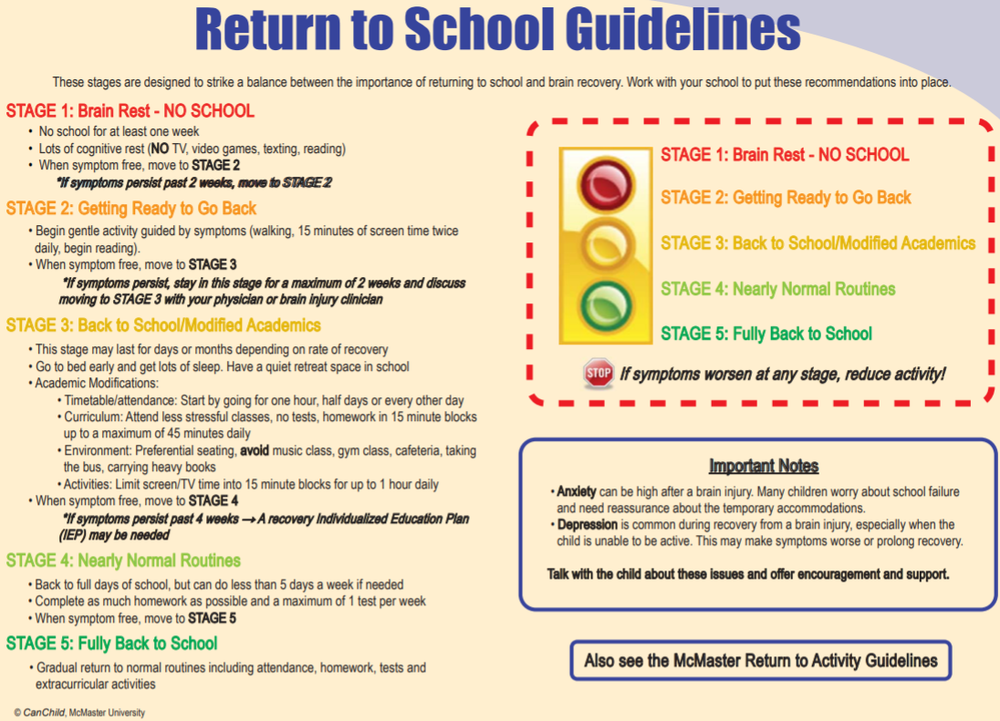 Return to School Guidelines
These stages are designed to strike a balance between the importance of returning to school and brain recovery. Work with your school to put these recommendations into place.
STAGE 1: Brain Rest - NO SCHOOL
• No school for at least one week
• Lots of cognitive rest (NO TV, video games, texting, reading)
• When symptom free, move to STAGE 2
*If symptoms persist past 2 weeks, move to STAGE 2
STAGE 2: Getting Ready to Go Back
• Begin gentle activity guided by symptoms (walking, 15 minutes of screen time twice
daily, begin reading).
• When symptom free, move to STAGE 3
*If symptoms persist, stay in this stage for a maximum of 2 weeks and discuss
moving to STAGE 3 with your physician or brain injury clinician
STAGE 3: Back to School/Modified Academics
• This stage may last for days or months depending on rate of recovery
• Go to bed early and get lots of sleep. Have a quiet retreat space in school
• Academic Modifications:
• Timetable/attendance: Start by going for one hour, half days or every other day
• Curriculum: Attend less stressful classes, no tests, homework in 15 minute blocks
up to a maximum of 45 minutes daily
• Environment: Preferential seating, avoid music class, gym class, cafeteria, taking
the bus, carrying heavy books
• Activities: Limit screen/TV time into 15 minute blocks for up to 1 hour daily
• When symptom free, move to STAGE 4
*If symptoms persist past 4 weeks → A recovery Individualized Education Plan
(IEP) may be needed
STAGE 4: Nearly Normal Routines
• Back to full days of school, but can do less than 5 days a week if needed
• Complete as much homework as possible and a maximum of 1 test per week
• When symptom free, move to STAGE 5
STAGE 5: Fully Back to School
• Gradual return to normal routines including attendance, homework, tests and
extracurricular activities
© CanChild, McMaster University
STAGE 1: Brain Rest - NO SCHOOL
STAGE 2: Getting Ready to Go Back
STAGE 3: Back to School/Modified Academics
STAGE 4: Nearly Normal Routines
STAGE 5: Fully Back to School
STOP If symptoms worsen at any stage, reduce activity!
Important Notes
• Anxiety can be high after a brain injury. Many children worry about school failure
and need reassurance about the temporary accommodations.
• Depression is common during recovery from a brain injury, especially when the
child is unable to be active. This may make symptoms worse or prolong recovery.
Talk with the child about these issues and offer encouragement and support.
Also see the McMaster Return to Activity Guidelines